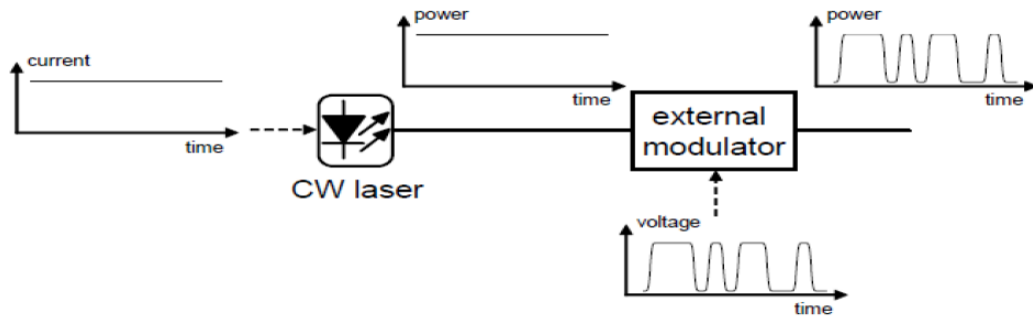 current
time
CW laser
power
time
external
modulator
voltage
time
power
time